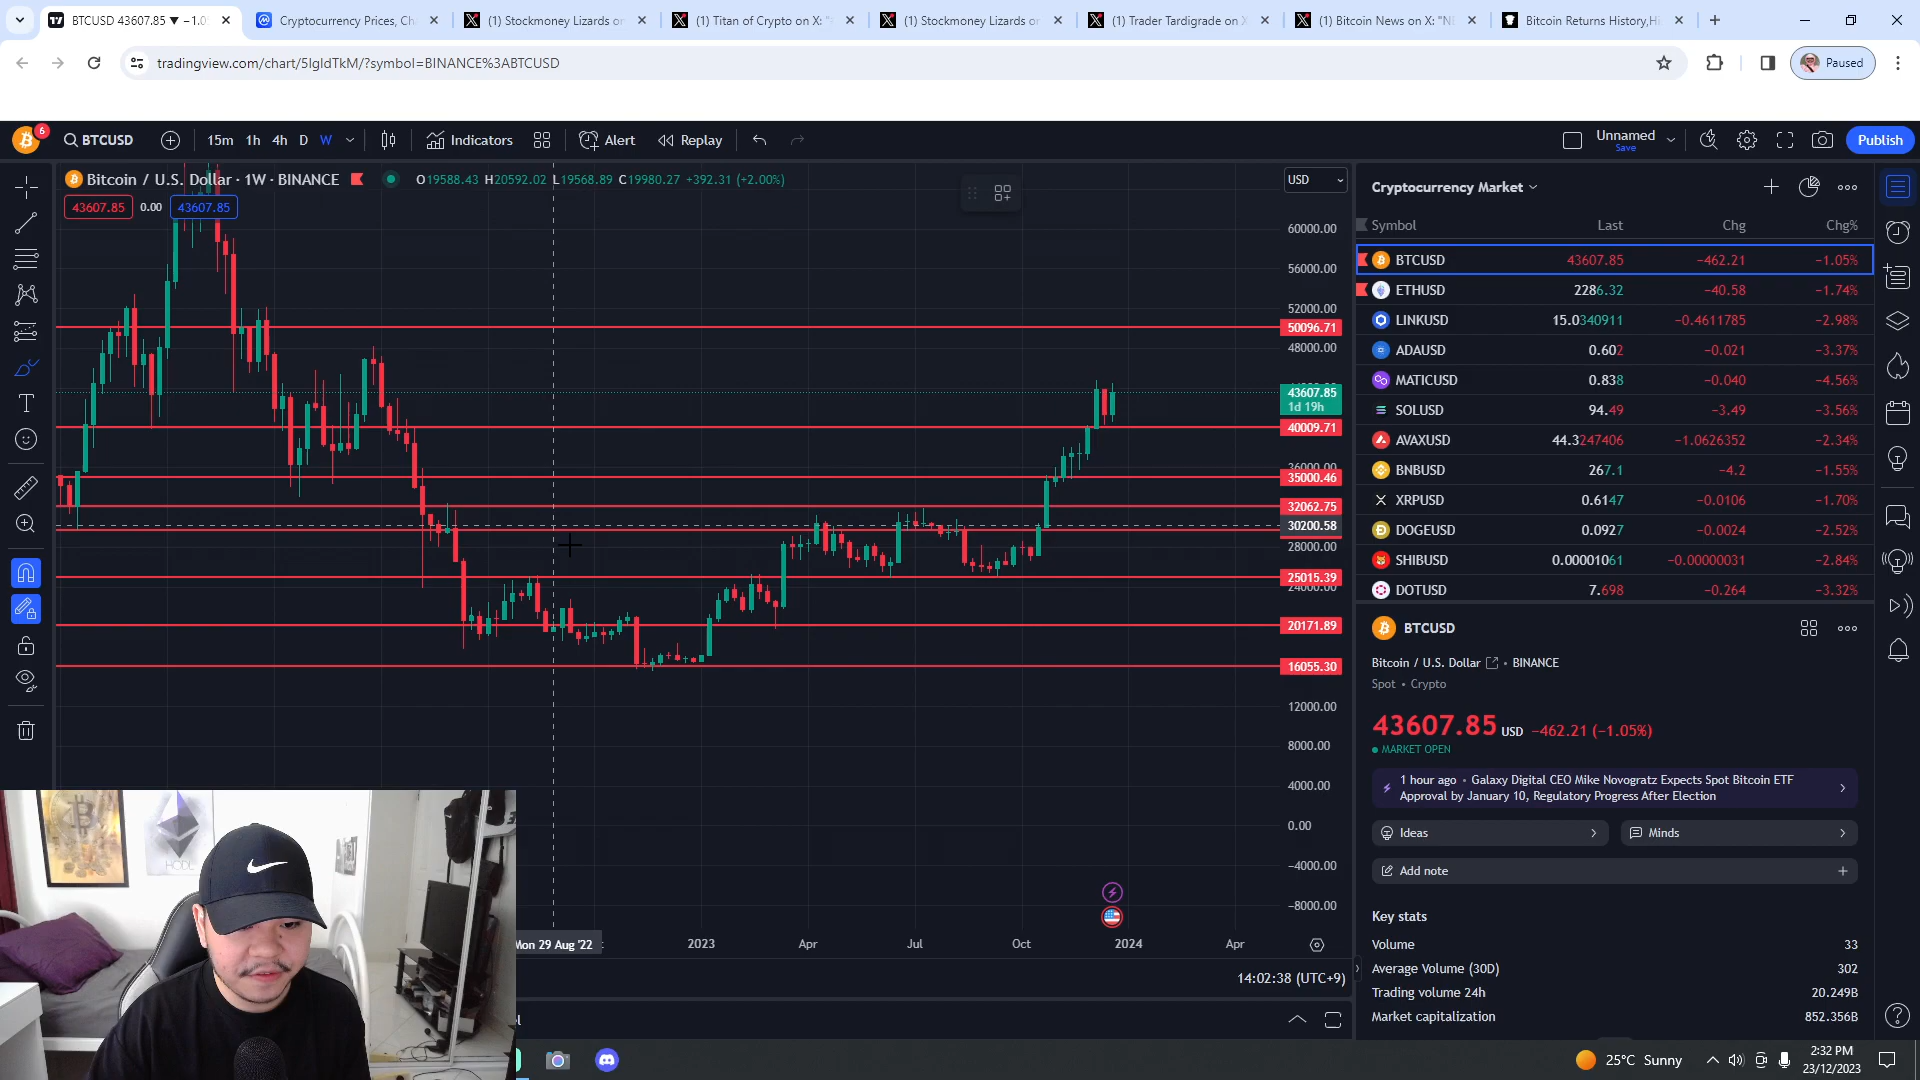 BTCUSD 43607.85 ▼ −1.0
Cryptocurrency Prices, Ch
(1) Stockmoney Lizards on
(1) Titan of Crypto on X: "
(1) Stockmoney Lizards on
(1) Trader Tardigrade on X
(1) Bitcoin News on X: "N
Bitcoin Returns History,Hi
tradingview.com/chart/5IgIdTkM/?symbol=BINANCE%3ABTCUSD
Paused
6
BTCUSD
15m 1h 4h D W
Indicators
Alert
Replay
Unnamed
Save
Publish
Bitcoin / U.S. Dollar · 1W · BINANCE
O19588.43 H20592.02 L19568.89 C19980.27 +392.31 (+2.00%)
43607.85 0.00 43607.85
USD
60000.00
56000.00
52000.00
50096.71
48000.00
43607.85
1d 19h
40009.71
36000.00
35000.46
32062.75
30200.58
28000.00
25015.39
24000.00
20171.89
16055.30
12000.00
8000.00
4000.00
0.00
−4000.00
−8000.00
Mon 29 Aug '22
2023 Apr Jul Oct 2024 Apr
14:02:38 (UTC+9)
Cryptocurrency Market
Symbol Last Chg Chg%
BTCUSD 43607.85 −462.21 −1.05%
ETHUSD 2286.32 −40.58 −1.74%
LINKUSD 15.0340911 −0.4611785 −2.98%
ADAUSD 0.602 −0.021 −3.37%
MATICUSD 0.838 −0.040 −4.56%
SOLUSD 94.49 −3.49 −3.56%
AVAXUSD 44.3247406 −1.0626352 −2.34%
BNBUSD 267.1 −4.2 −1.55%
XRPUSD 0.6147 −0.0106 −1.70%
DOGEUSD 0.0927 −0.0024 −2.52%
SHIBUSD 0.00001061 −0.00000031 −2.84%
DOTUSD 7.698 −0.264 −3.32%
BTCUSD
Bitcoin / U.S. Dollar • BINANCE
Spot • Crypto
43607.85 USD −462.21 (−1.05%)
MARKET OPEN
1 hour ago • Galaxy Digital CEO Mike Novogratz Expects Spot Bitcoin ETF
Approval by January 10, Regulatory Progress After Election
Ideas
Minds
Add note
Key stats
Volume 33
Average Volume (30D) 302
Trading volume 24h 20.249B
Market capitalization 852.356B
HODL
25°C Sunny
2:32 PM
23/12/2023